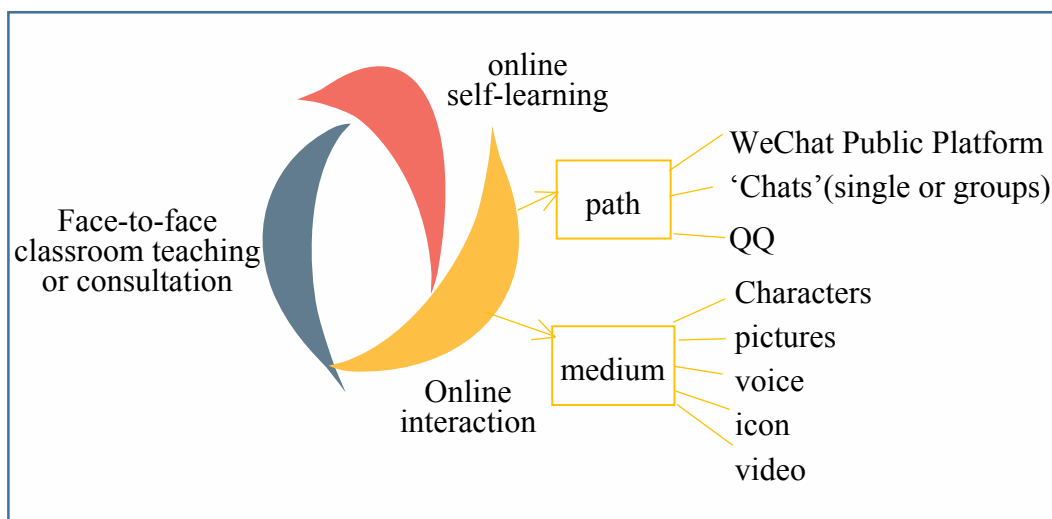 online
self-learning
Face-to-face
classroom teaching
or consultation
Online
interaction
path
WeChat Public Platform
‘Chats’(single or groups)
QQ
medium
Characters
pictures
voice
icon
video